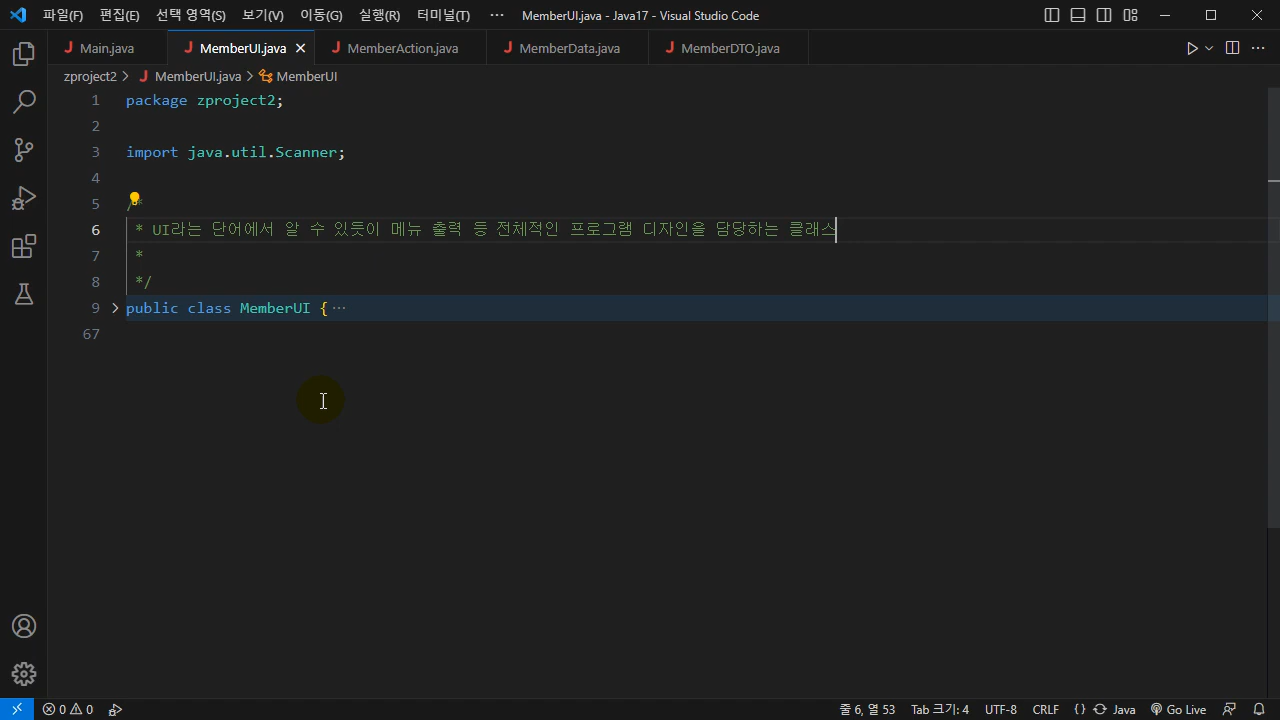 파일(F) 편집(E) 선택 영역(S) 보기(V) 이동(G) 실행(R) 터미널(T) ··· MemberUI.java - Java17 - Visual Studio Code
Main.java MemberUI.java MemberAction.java MemberData.java MemberDTO.java
zproject2 > MemberUI.java > MemberUI
1 package zproject2;
2
3 import java.util.Scanner;
4
5 /*
6 * UI라는 단어에서 알 수 있듯이 메뉴 출력 등 전체적인 프로그램 디자인을 담당하는 클래스
7 *
8 */
9 public class MemberUI { ···
67
0 0 줄 6, 열 53 Tab 크기: 4 UTF-8 CRLF {} Java Go Live